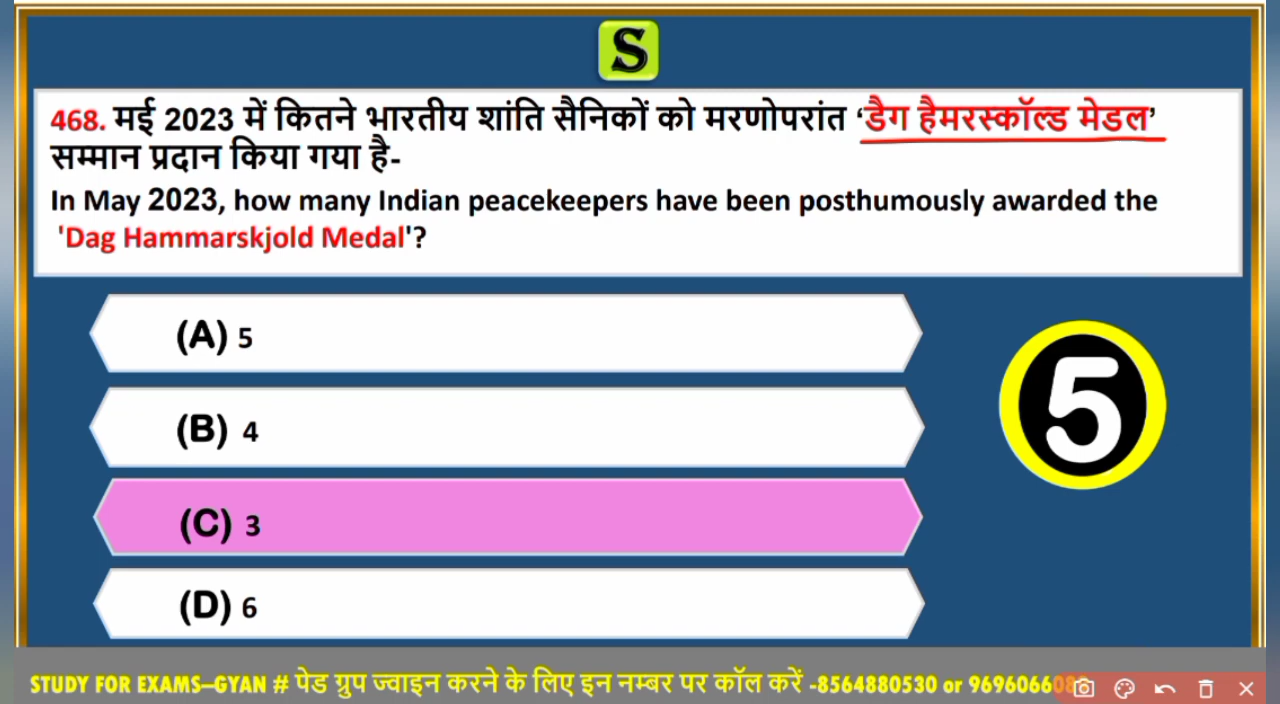 S
468. मई 2023 में कितने भारतीय शांति सैनिकों को मरणोपरांत ‘डैग हैमरस्कॉल्ड मेडल’
सम्मान प्रदान किया गया है-
In May 2023, how many Indian peacekeepers have been posthumously awarded the
'Dag Hammarskjold Medal'?
(A) 5
(B) 4
5
(C) 3
(D) 6
STUDY FOR EXAMS–GYAN # पेड ग्रुप ज्वाइन करने के लिए इन नम्बर पर कॉल करें -8564880530 or